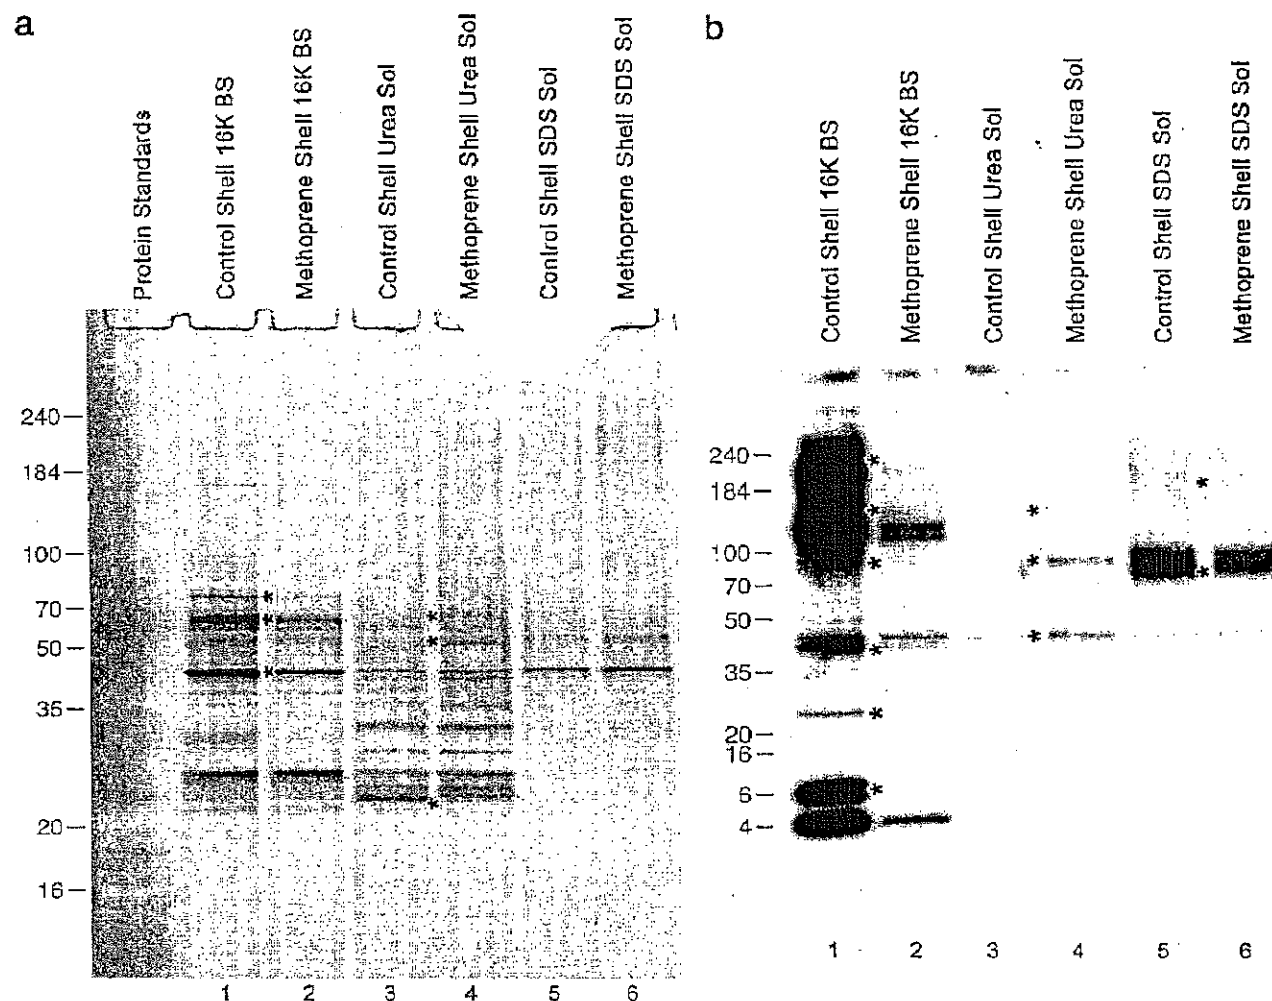 a
Protein Standards
Control Shell 16K BS
Methoprene Shell 16K BS
Control Shell Urea Sol
Methoprene Shell Urea Sol
Control Shell SDS Sol
Methoprene Shell SDS Sol
240
184
100
70
50
35
20
16
* * * * * *
1 2 3 4 5 6
b
Control Shell 16K BS
Methoprene Shell 16K BS
Control Shell Urea Sol
Methoprene Shell Urea Sol
Control Shell SDS Sol
Methoprene Shell SDS Sol
240
184
100
70
50
35
20
16
6
4
* * * * * * * * * * *
1 2 3 4 5 6